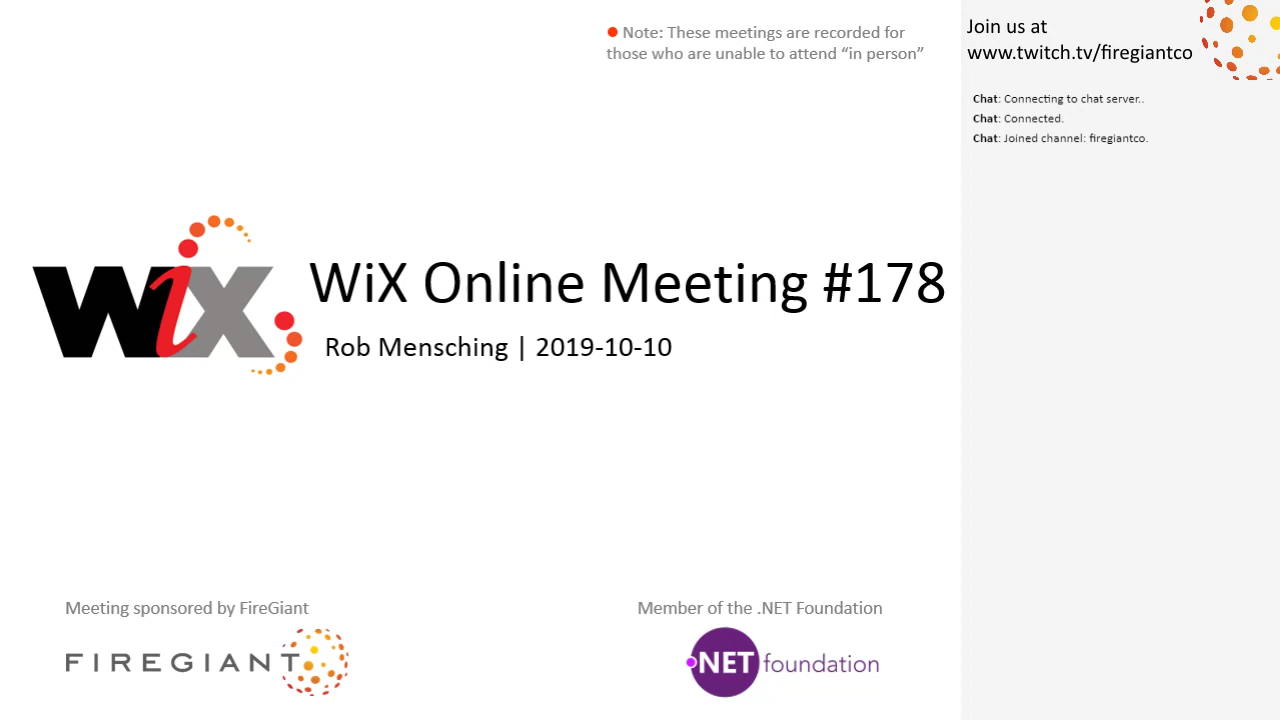 Note: These meetings are recorded for
those who are unable to attend “in person”
Join us at
www.twitch.tv/firegiantco
Chat: Connecting to chat server..
Chat: Connected.
Chat: Joined channel: firegiantco.
WiX
WiX Online Meeting #178
Rob Mensching | 2019-10-10
Meeting sponsored by FireGiant
FIREGIANT
Member of the .NET Foundation
.NET foundation